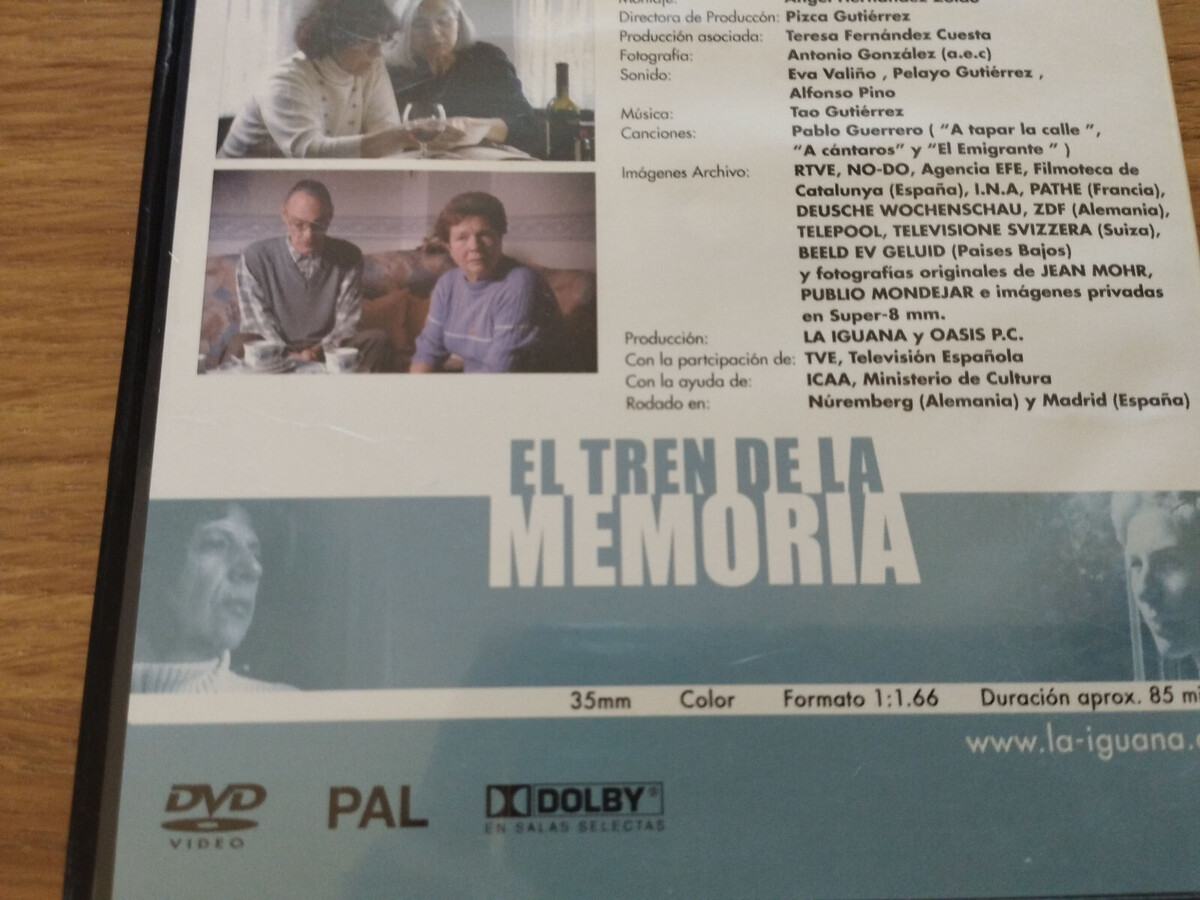 Directora de Produccón: Pizca Gutiérrez
Producción asociada: Teresa Fernández Cuesta
Fotografía: Antonio González (a.e.c)
Sonido: Eva Valiño , Pelayo Gutiérrez ,
Alfonso Pino
Música: Tao Gutiérrez
Canciones: Pablo Guerrero ( “A tapar la calle ”,
“A cántaros” y “El Emigrante ” )
Imágenes Archivo: RTVE, NO-DO, Agencia EFE, Filmoteca de
Catalunya (España), I.N.A, PATHE (Francia),
DEUSCHE WOCHENSCHAU, ZDF (Alemania),
TELEPOOL, TELEVISIONE SVIZZERA (Suiza),
BEELD EV GELUID (Paises Bajos)
y fotografías originales de JEAN MOHR,
PUBLIO MONDEJAR e imágenes privadas
en Super-8 mm.
Producción: LA IGUANA y OASIS P.C.
Con la partcipación de: TVE, Televisión Española
Con la ayuda de: ICAA, Ministerio de Cultura
Rodado en: Núremberg (Alemania) y Madrid (España)
EL TREN DE LA
MEMORIA
35mm Color Formato 1:1.66 Duración aprox. 85
www.la-iguana.
DVD VIDEO
PAL
DOLBY®
EN SALAS SELECTAS